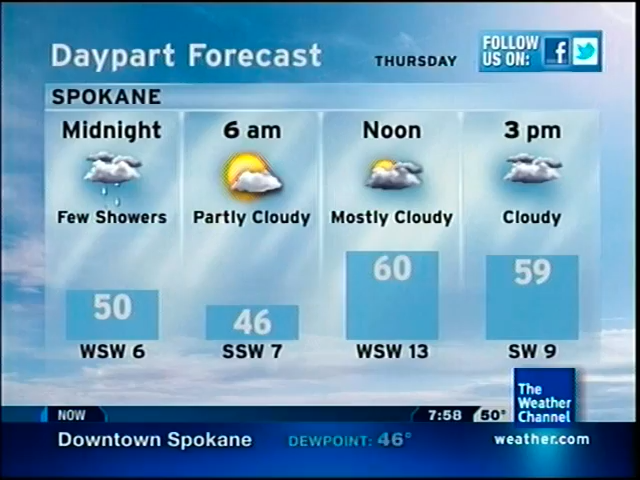 Daypart Forecast
THURSDAY
FOLLOW
US ON:
SPOKANE
Midnight 6 am Noon 3 pm
Few Showers Partly Cloudy Mostly Cloudy Cloudy
50 46 60 59
WSW 6 SSW 7 WSW 13 SW 9
The
Weather
Channel
NOW 7:58 50°
Downtown Spokane DEWPOINT: 46° weather.com